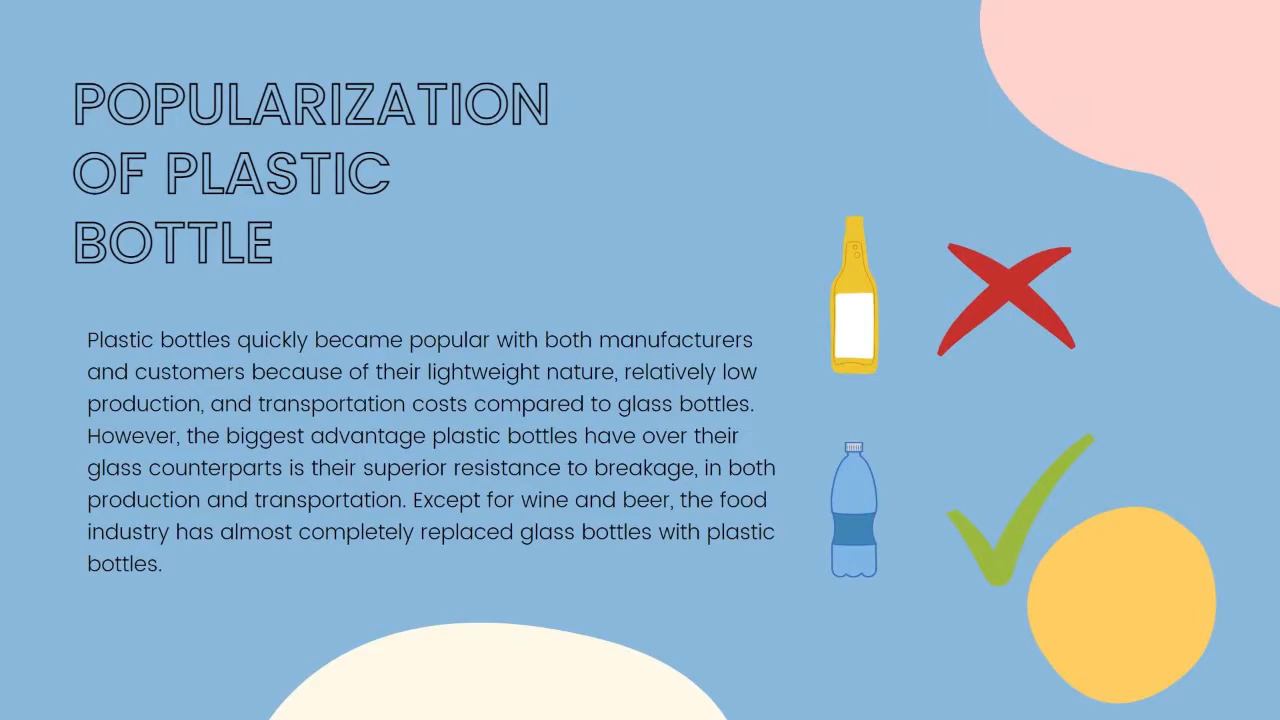 POPULARIZATION
OF PLASTIC
BOTTLE
Plastic bottles quickly became popular with both manufacturers
and customers because of their lightweight nature, relatively low
production, and transportation costs compared to glass bottles.
However, the biggest advantage plastic bottles have over their
glass counterparts is their superior resistance to breakage, in both
production and transportation. Except for wine and beer, the food
industry has almost completely replaced glass bottles with plastic
bottles.